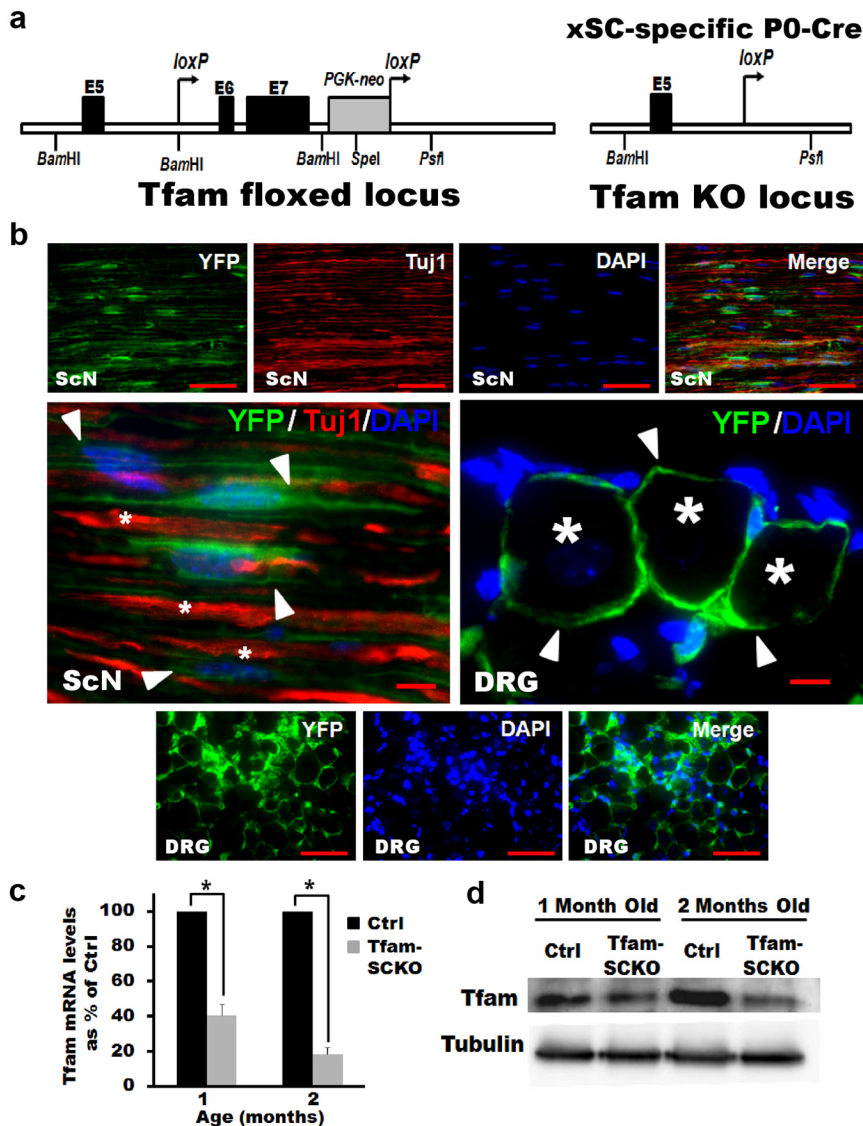 a
xSC-specific P0-Cre
loxP
PGK-neo
loxP
loxP
E5
E6
E7
E5
BamHI
BamHI
BamHI
SpeI
PstI
BamHI
PstI
Tfam floxed locus
Tfam KO locus
b
YFP
Tuj1
DAPI
Merge
ScN
ScN
ScN
ScN
YFP/Tuj1/DAPI
YFP/DAPI
* * *
* * *
ScN
DRG
YFP
DAPI
Merge
DRG
DRG
DRG
c
Tfam mRNA levels
as % of Ctrl
100
80
60
40
20
0
*
*
Ctrl
Tfam-
SCKO
1
2
Age (months)
d
1 Month Old
2 Months Old
Ctrl
Tfam-
SCKO
Ctrl
Tfam-
SCKO
Tfam
Tubulin